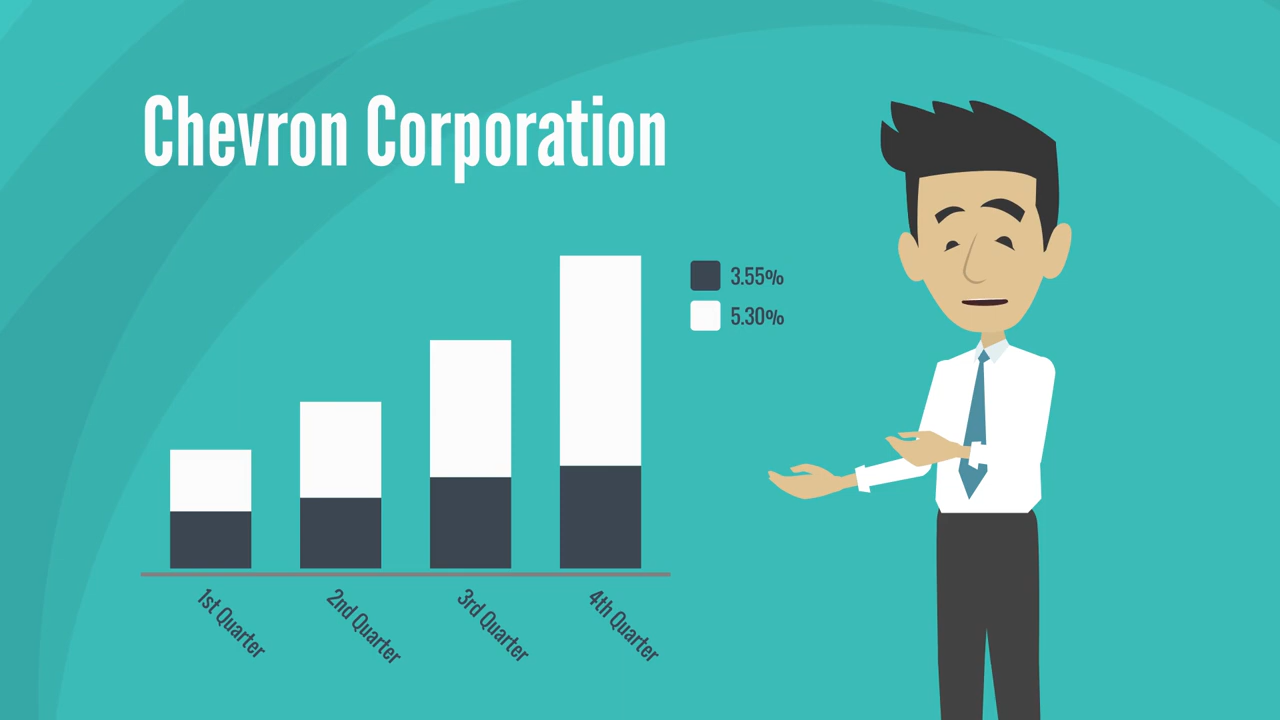 Chevron Corporation
3.55%
5.30%
1st Quarter
2nd Quarter
3rd Quarter
4th Quarter